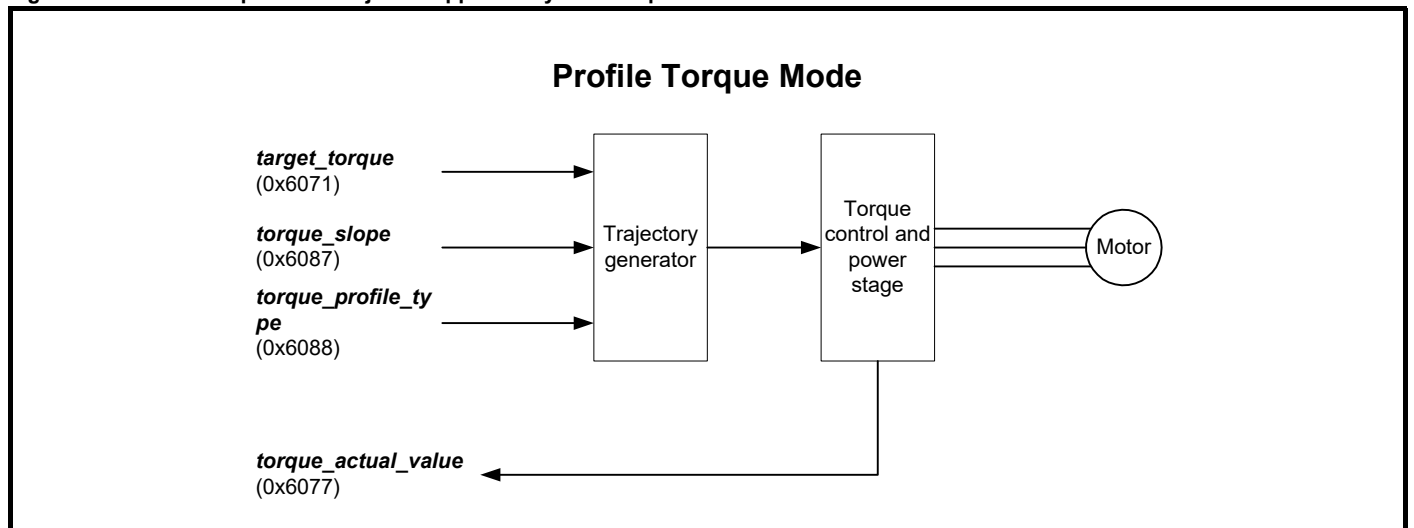 Profile Torque Mode
target_torque
(0x6071)
torque_slope
(0x6087)
torque_profile_ty
pe
(0x6088)
Trajectory
generator
Torque
control and
power
stage
Motor
torque_actual_value
(0x6077)